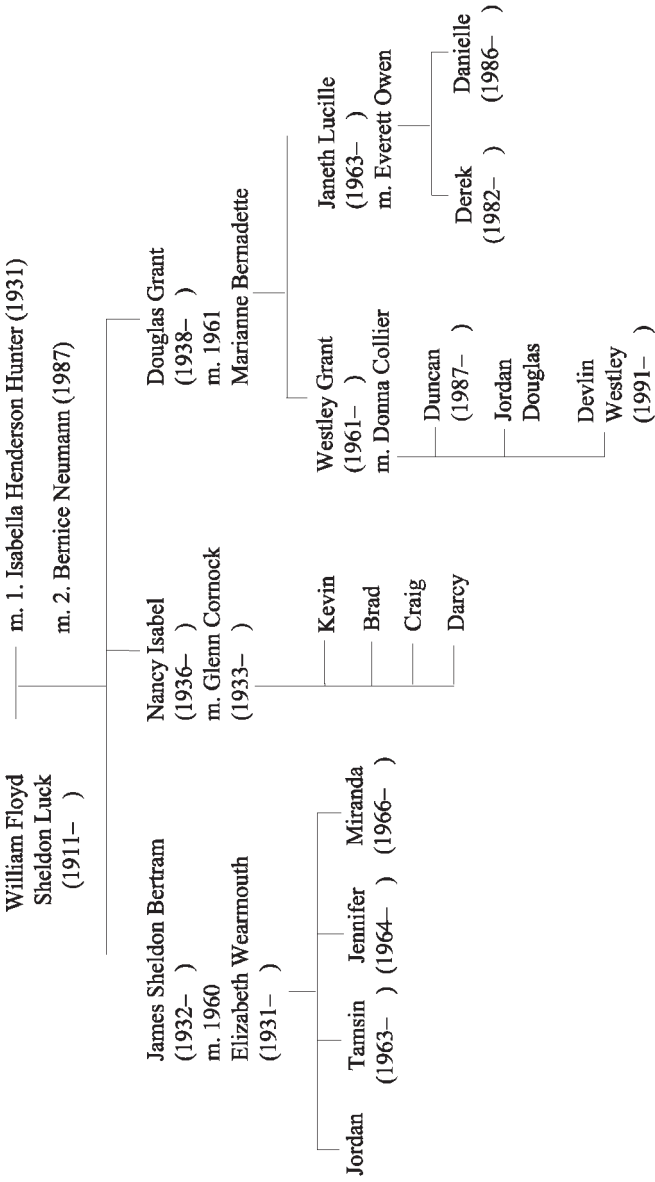 William Floyd
Sheldon Luck
(1911– )
m. 1. Isabella Henderson Hunter (1931)
m. 2. Bernice Neumann (1987)
James Sheldon Bertram
(1932– )
m. 1960
Elizabeth Wearmouth
(1931– )
Nancy Isabel
(1936– )
m. Glenn Cornock
(1933– )
Douglas Grant
(1938– )
m. 1961
Marianne Bernadette
Jordan
Tamsin
(1963– )
Jennifer
(1964– )
Miranda
(1966– )
Kevin
Brad
Craig
Darcy
Westley Grant
(1961– )
m. Donna Collier
Duncan
(1987– )
Jordan
Douglas
Devlin
Westley
(1991– )
Janeth Lucille
(1963– )
m. Everett Owen
Derek
(1982– )
Danielle
(1986– )